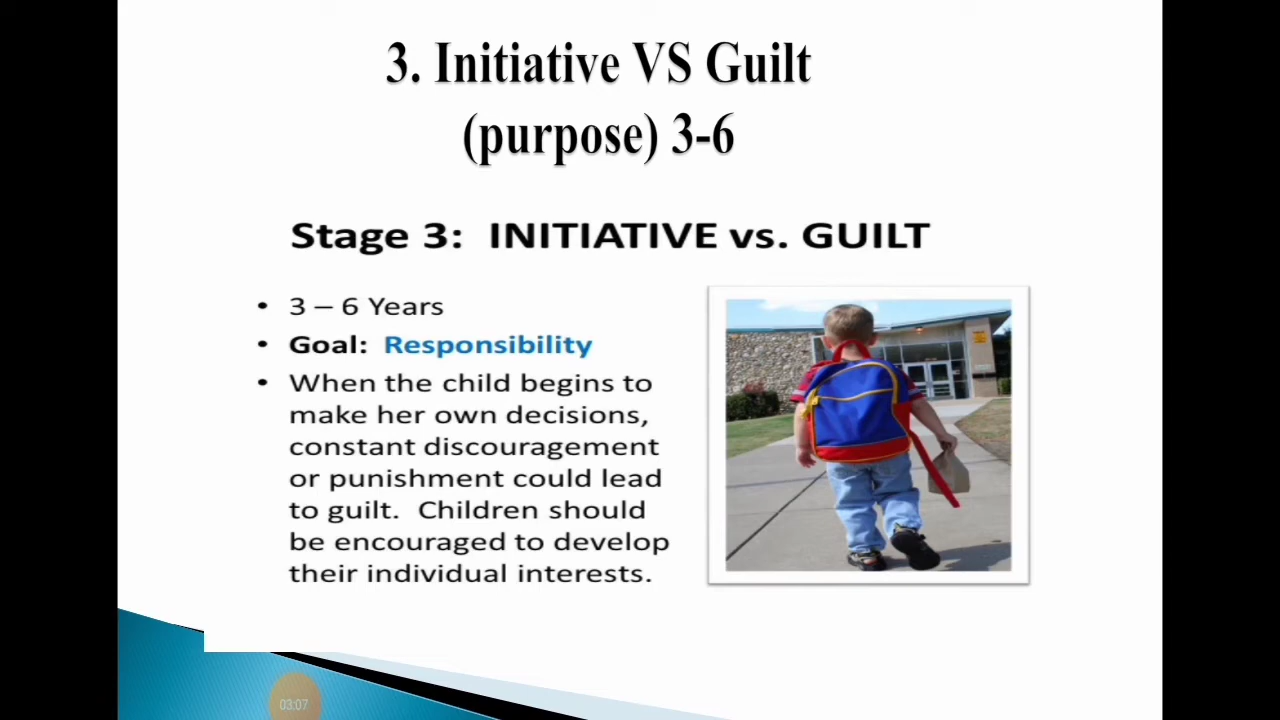 3. Initiative VS Guilt
(purpose) 3-6
Stage 3: INITIATIVE vs. GUILT
• 3 – 6 Years
• Goal: Responsibility
• When the child begins to
make her own decisions,
constant discouragement
or punishment could lead
to guilt. Children should
be encouraged to develop
their individual interests.
03:07